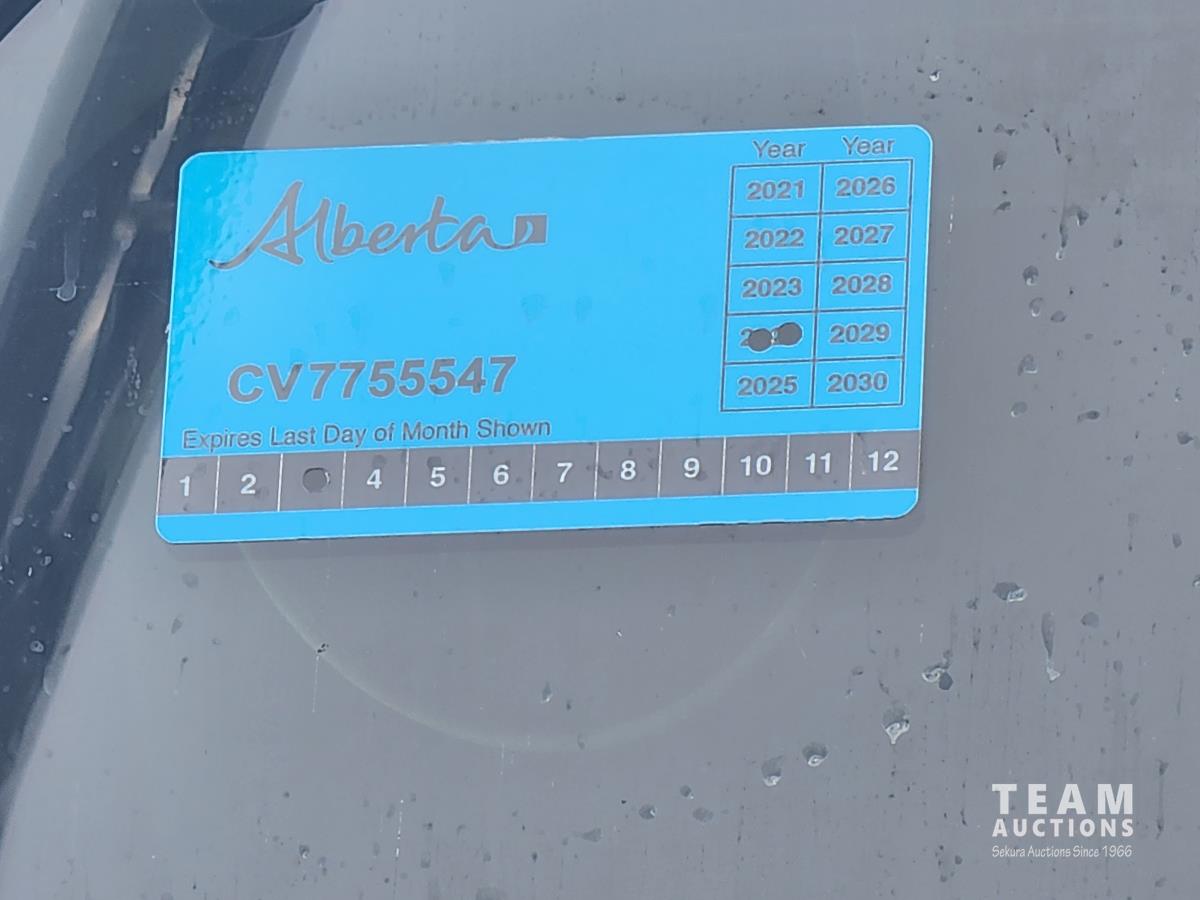 Alberta
Year Year
2021 2026
2022 2027
2023 2028
2029
2025 2030
CV7755547
Expires Last Day of Month Shown
1 2 4 5 6 7 8 9 10 11 12
TEAM
AUCTIONS
Sekura Auctions Since 1966